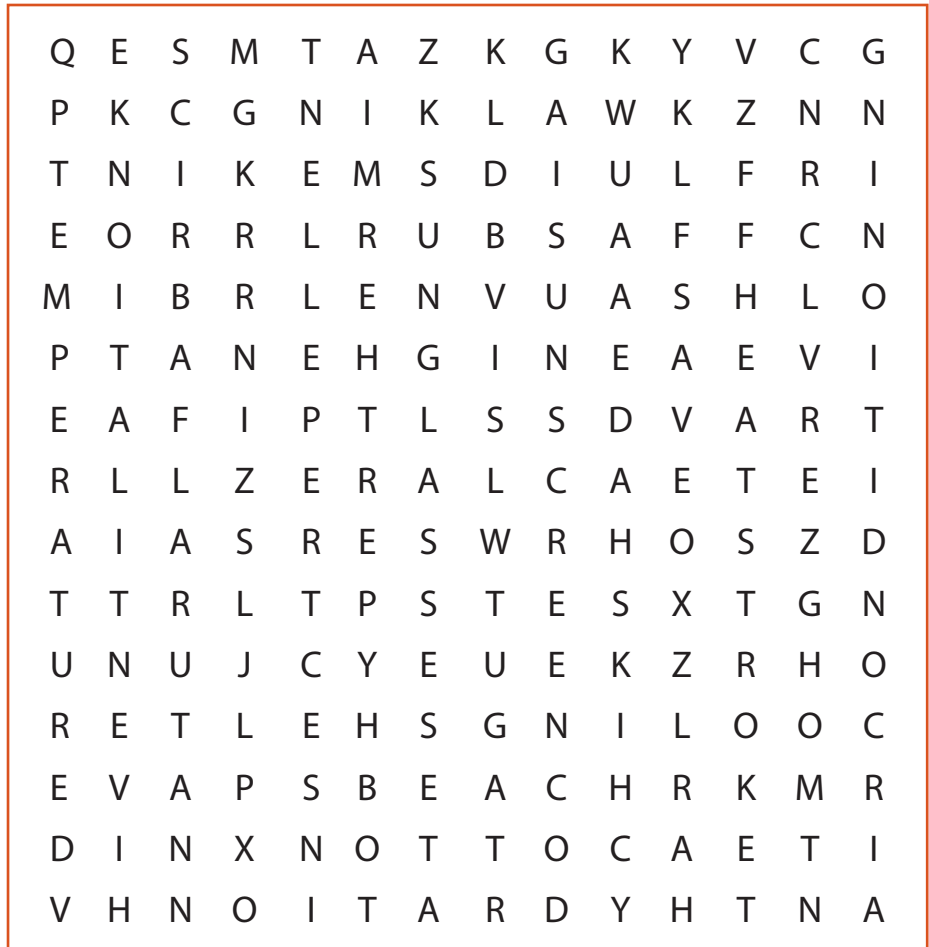 Q E S M T A Z K G K Y V C G
P K C G N I K L A W K Z N N
T N I K E M S D I U L F R I
E O R R L R U B S A F F C N
M I B R L E N V U A S H L O
P T A N E H G I N E A E V I
E A F I P T L S S D V A R T
R L L Z E R A L C A E T E I
A I A S R E S W R H O S Z D
T T R L T P S T E S X T G N
U N U J C Y E U E K Z R H O
R E T L E H S G N I L O O C
E V A P S B E A C H R K M R
D I N X N O T T O C A E T I
V H N O I T A R D Y H T N A